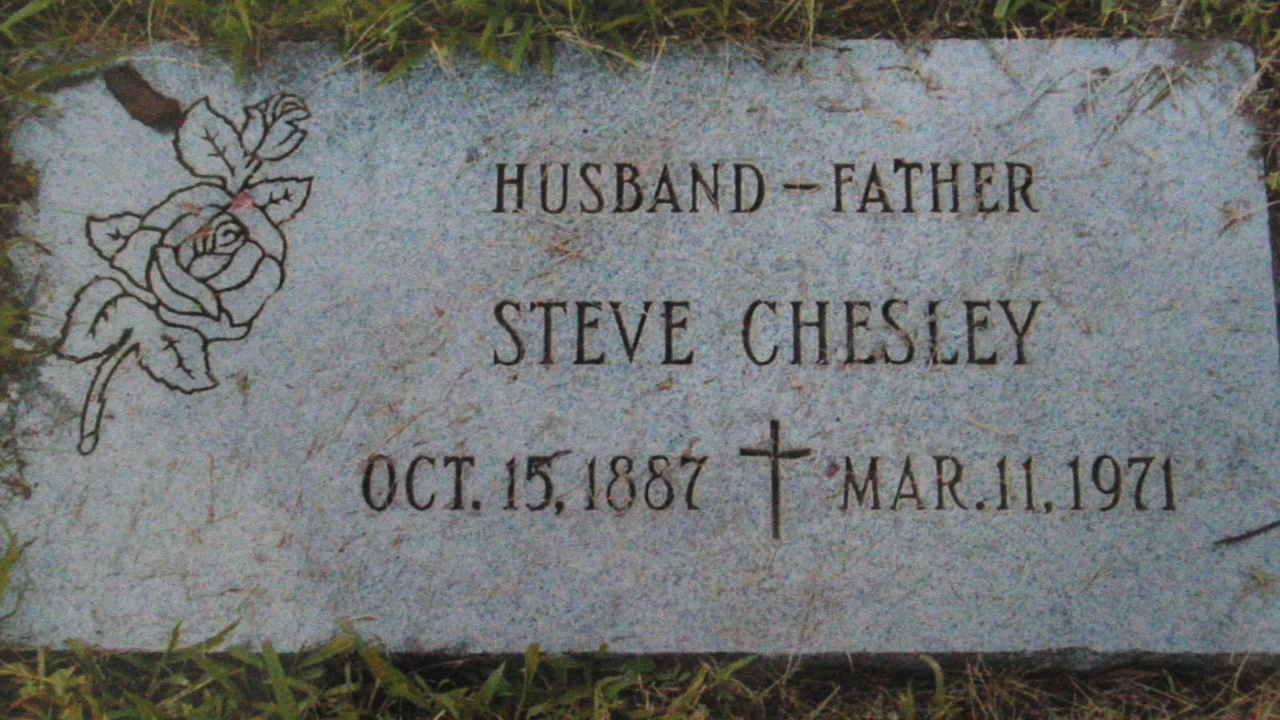 HUSBAND - FATHER
STEVE CHESLEY
OCT. 15, 1887 MAR. 11, 1971